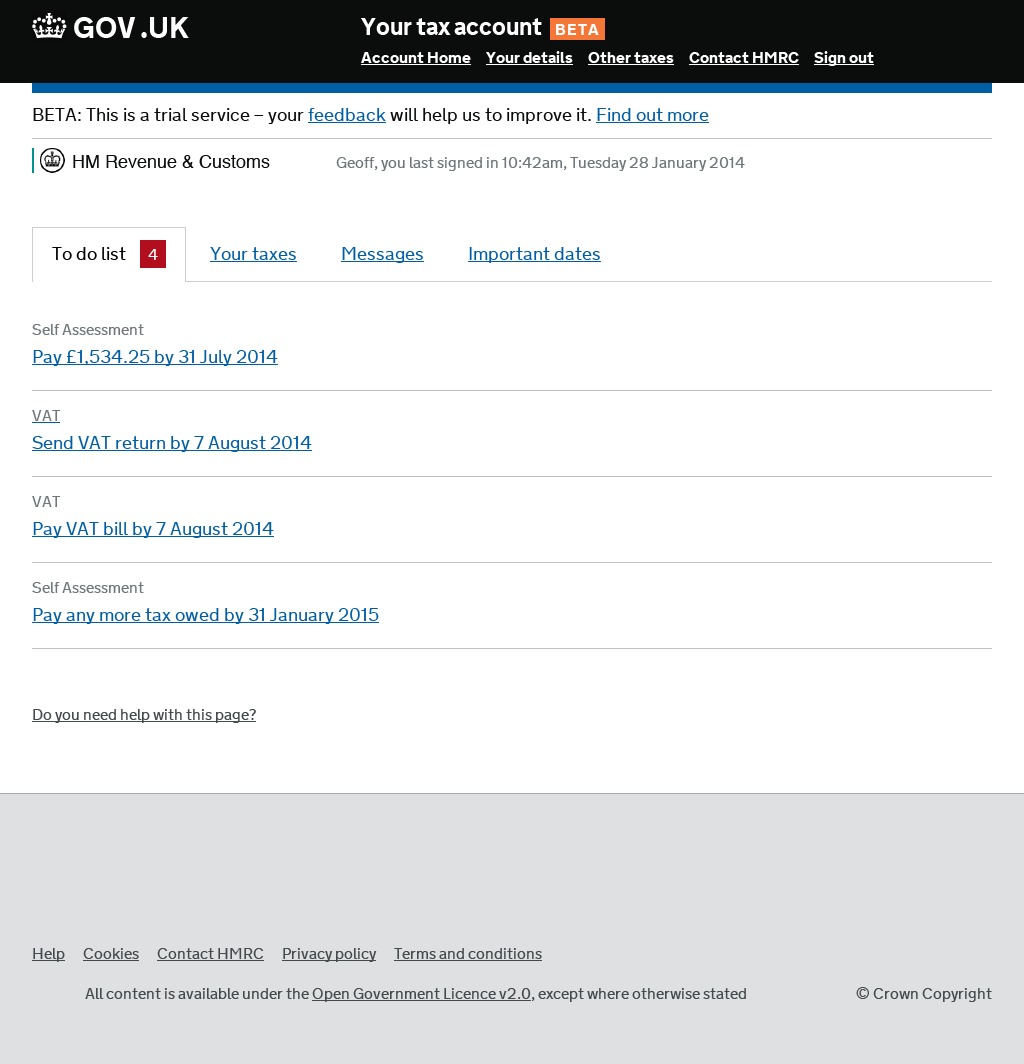 GOV.UK
Your tax account BETA
Account Home Your details Other taxes Contact HMRC Sign out
BETA: This is a trial service – your feedback will help us to improve it. Find out more
HM Revenue & Customs
Geoff, you last signed in 10:42am, Tuesday 28 January 2014
To do list 4 Your taxes Messages Important dates
Self Assessment
Pay £1,534.25 by 31 July 2014
VAT
Send VAT return by 7 August 2014
VAT
Pay VAT bill by 7 August 2014
Self Assessment
Pay any more tax owed by 31 January 2015
Do you need help with this page?
Help Cookies Contact HMRC Privacy policy Terms and conditions
All content is available under the Open Government Licence v2.0, except where otherwise stated
© Crown Copyright